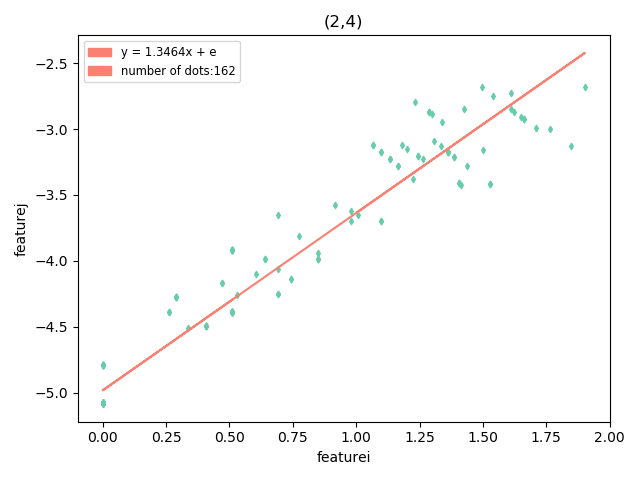 (2,4)
y = 1.3464x + e
number of dots:162
−2.5
−3.0
−3.5
−4.0
−4.5
−5.0
featurej
0.00 0.25 0.50 0.75 1.00 1.25 1.50 1.75 2.00
featurei